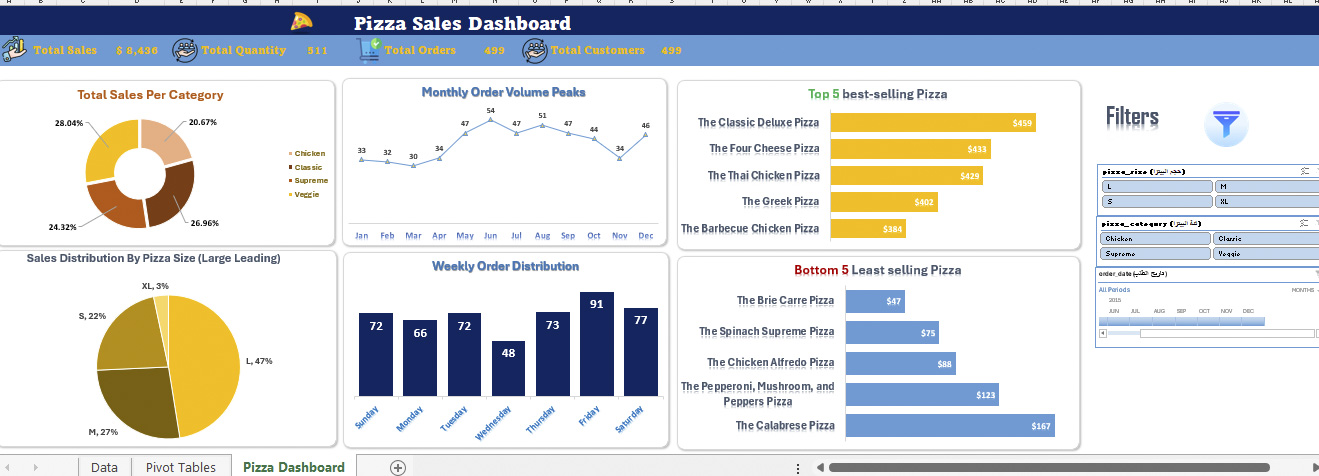 Pizza Sales Dashboard
Total Sales $ 8,436 Total Quantity 511 Total Orders 499 Total Customers 499
Total Sales Per Category
28.04%
20.67%
24.32%
26.96%
Chicken
Classic
Supreme
Veggie
Monthly Order Volume Peaks
33 32 30 34 47 54 47 51 47 44 34 46
Jan Feb Mar Apr May Jun Jul Aug Sep Oct Nov Dec
Top 5 best-selling Pizza
The Classic Deluxe Pizza $459
The Four Cheese Pizza $433
The Thai Chicken Pizza $429
The Greek Pizza $402
The Barbecue Chicken Pizza $384
Filters
pizza_size (حجم البيتزا)
L M
S XL
pizza_category (فئة البيتزا)
Chicken Classic
Supreme Veggie
order_date (تاريخ الطلب)
All Periods MONTHS
2015
JUN JUL AUG SEP OCT NOV DEC
Sales Distribution By Pizza Size (Large Leading)
XL, 3%
S, 22%
L, 47%
M, 27%
Weekly Order Distribution
72 66 72 48 73 91 77
Sunday Monday Tuesday Wednesday Thursday Friday Saturday
Bottom 5 Least selling Pizza
The Brie Carre Pizza $47
The Spinach Supreme Pizza $75
The Chicken Alfredo Pizza $88
The Pepperoni, Mushroom, and
Peppers Pizza $123
The Calabrese Pizza $167
Data Pivot Tables Pizza Dashboard